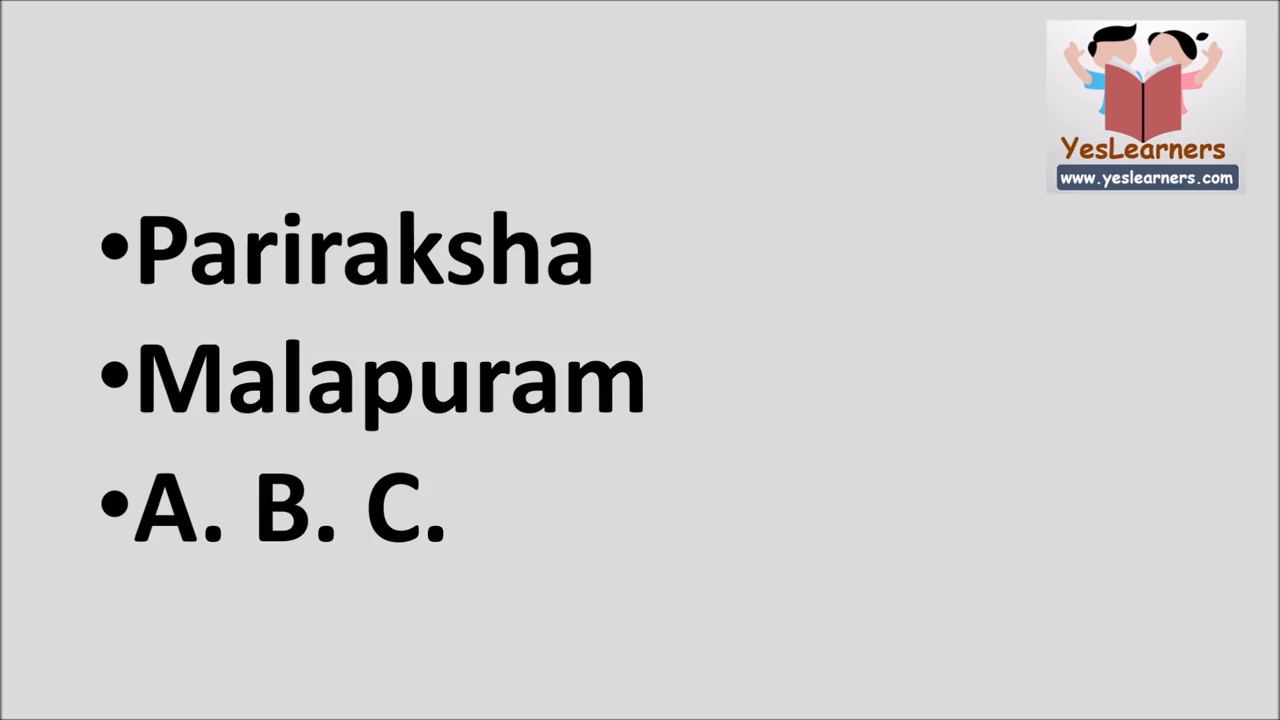 YesLearners
www.yeslearners.com
•Pariraksha
•Malapuram
•A. B. C.